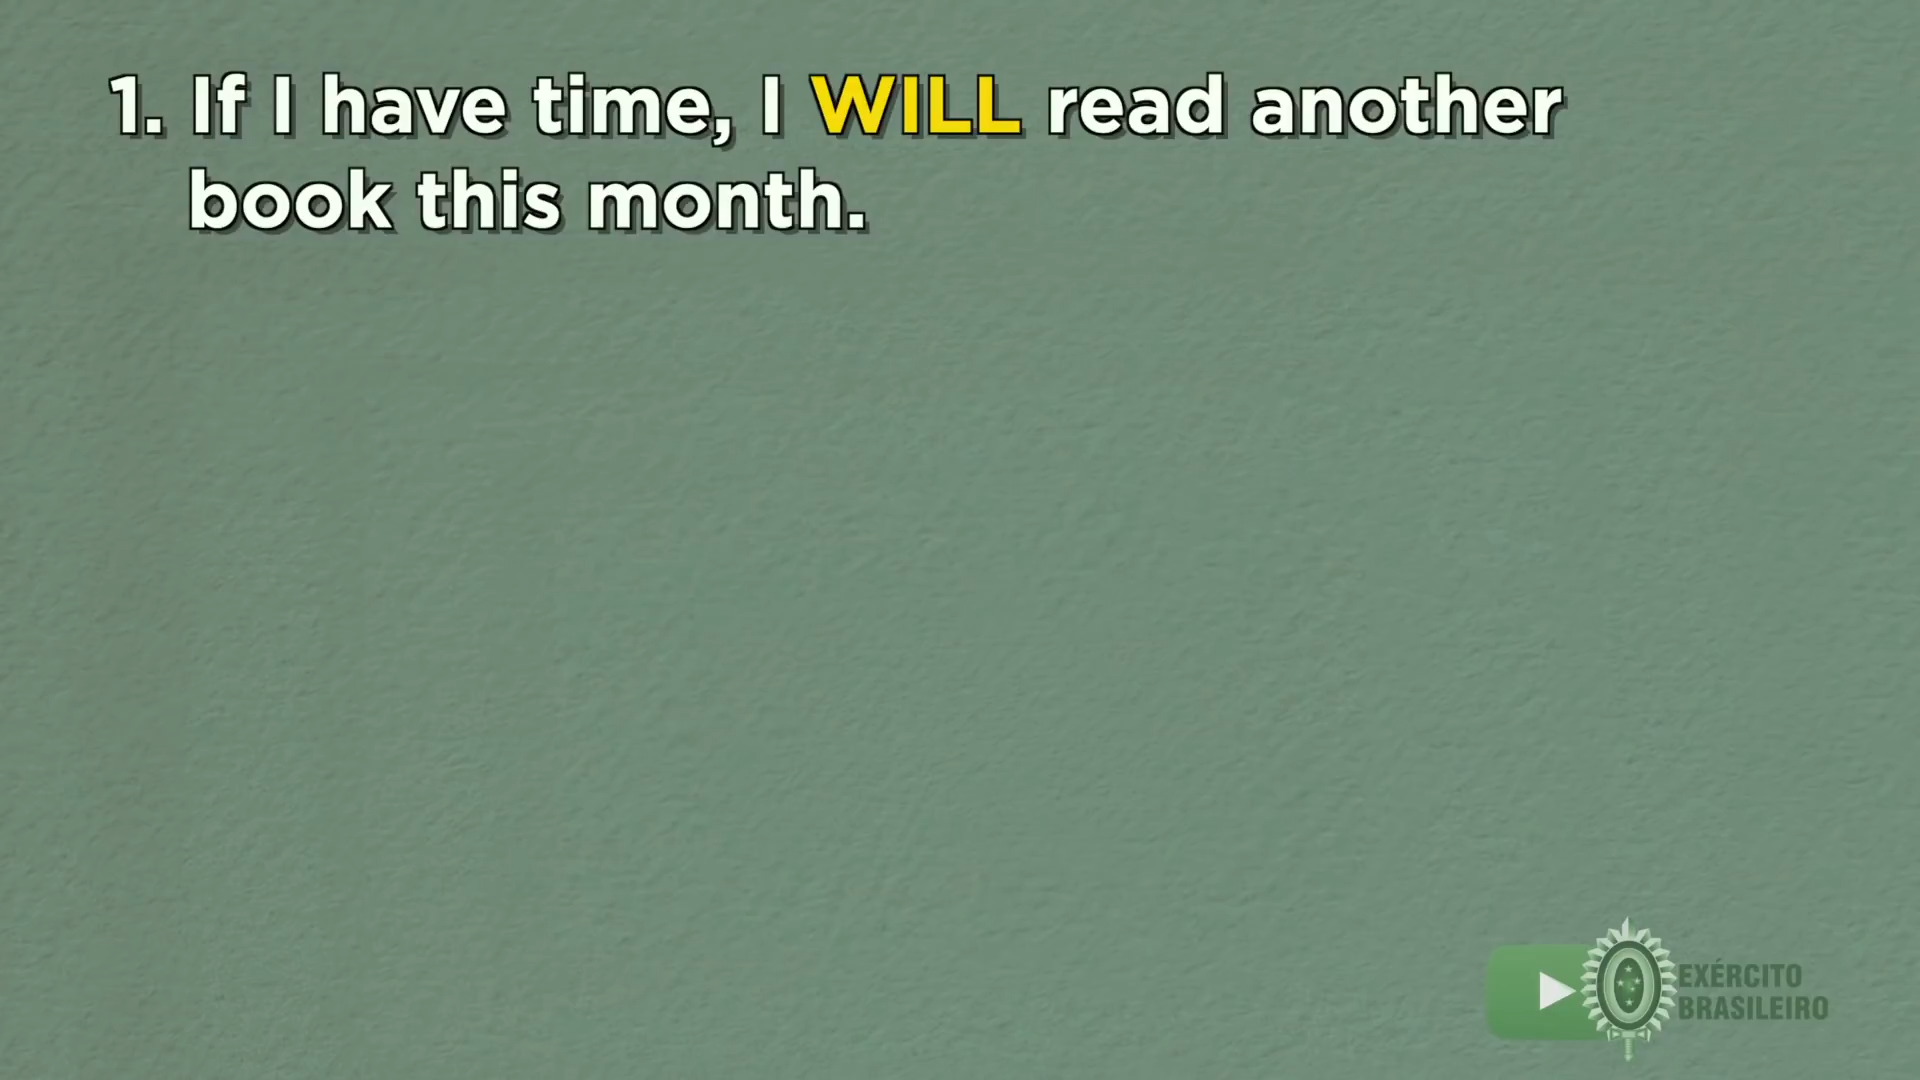 1. If I have time, I WILL read another
book this month.
EXÉRCITO
BRASILEIRO